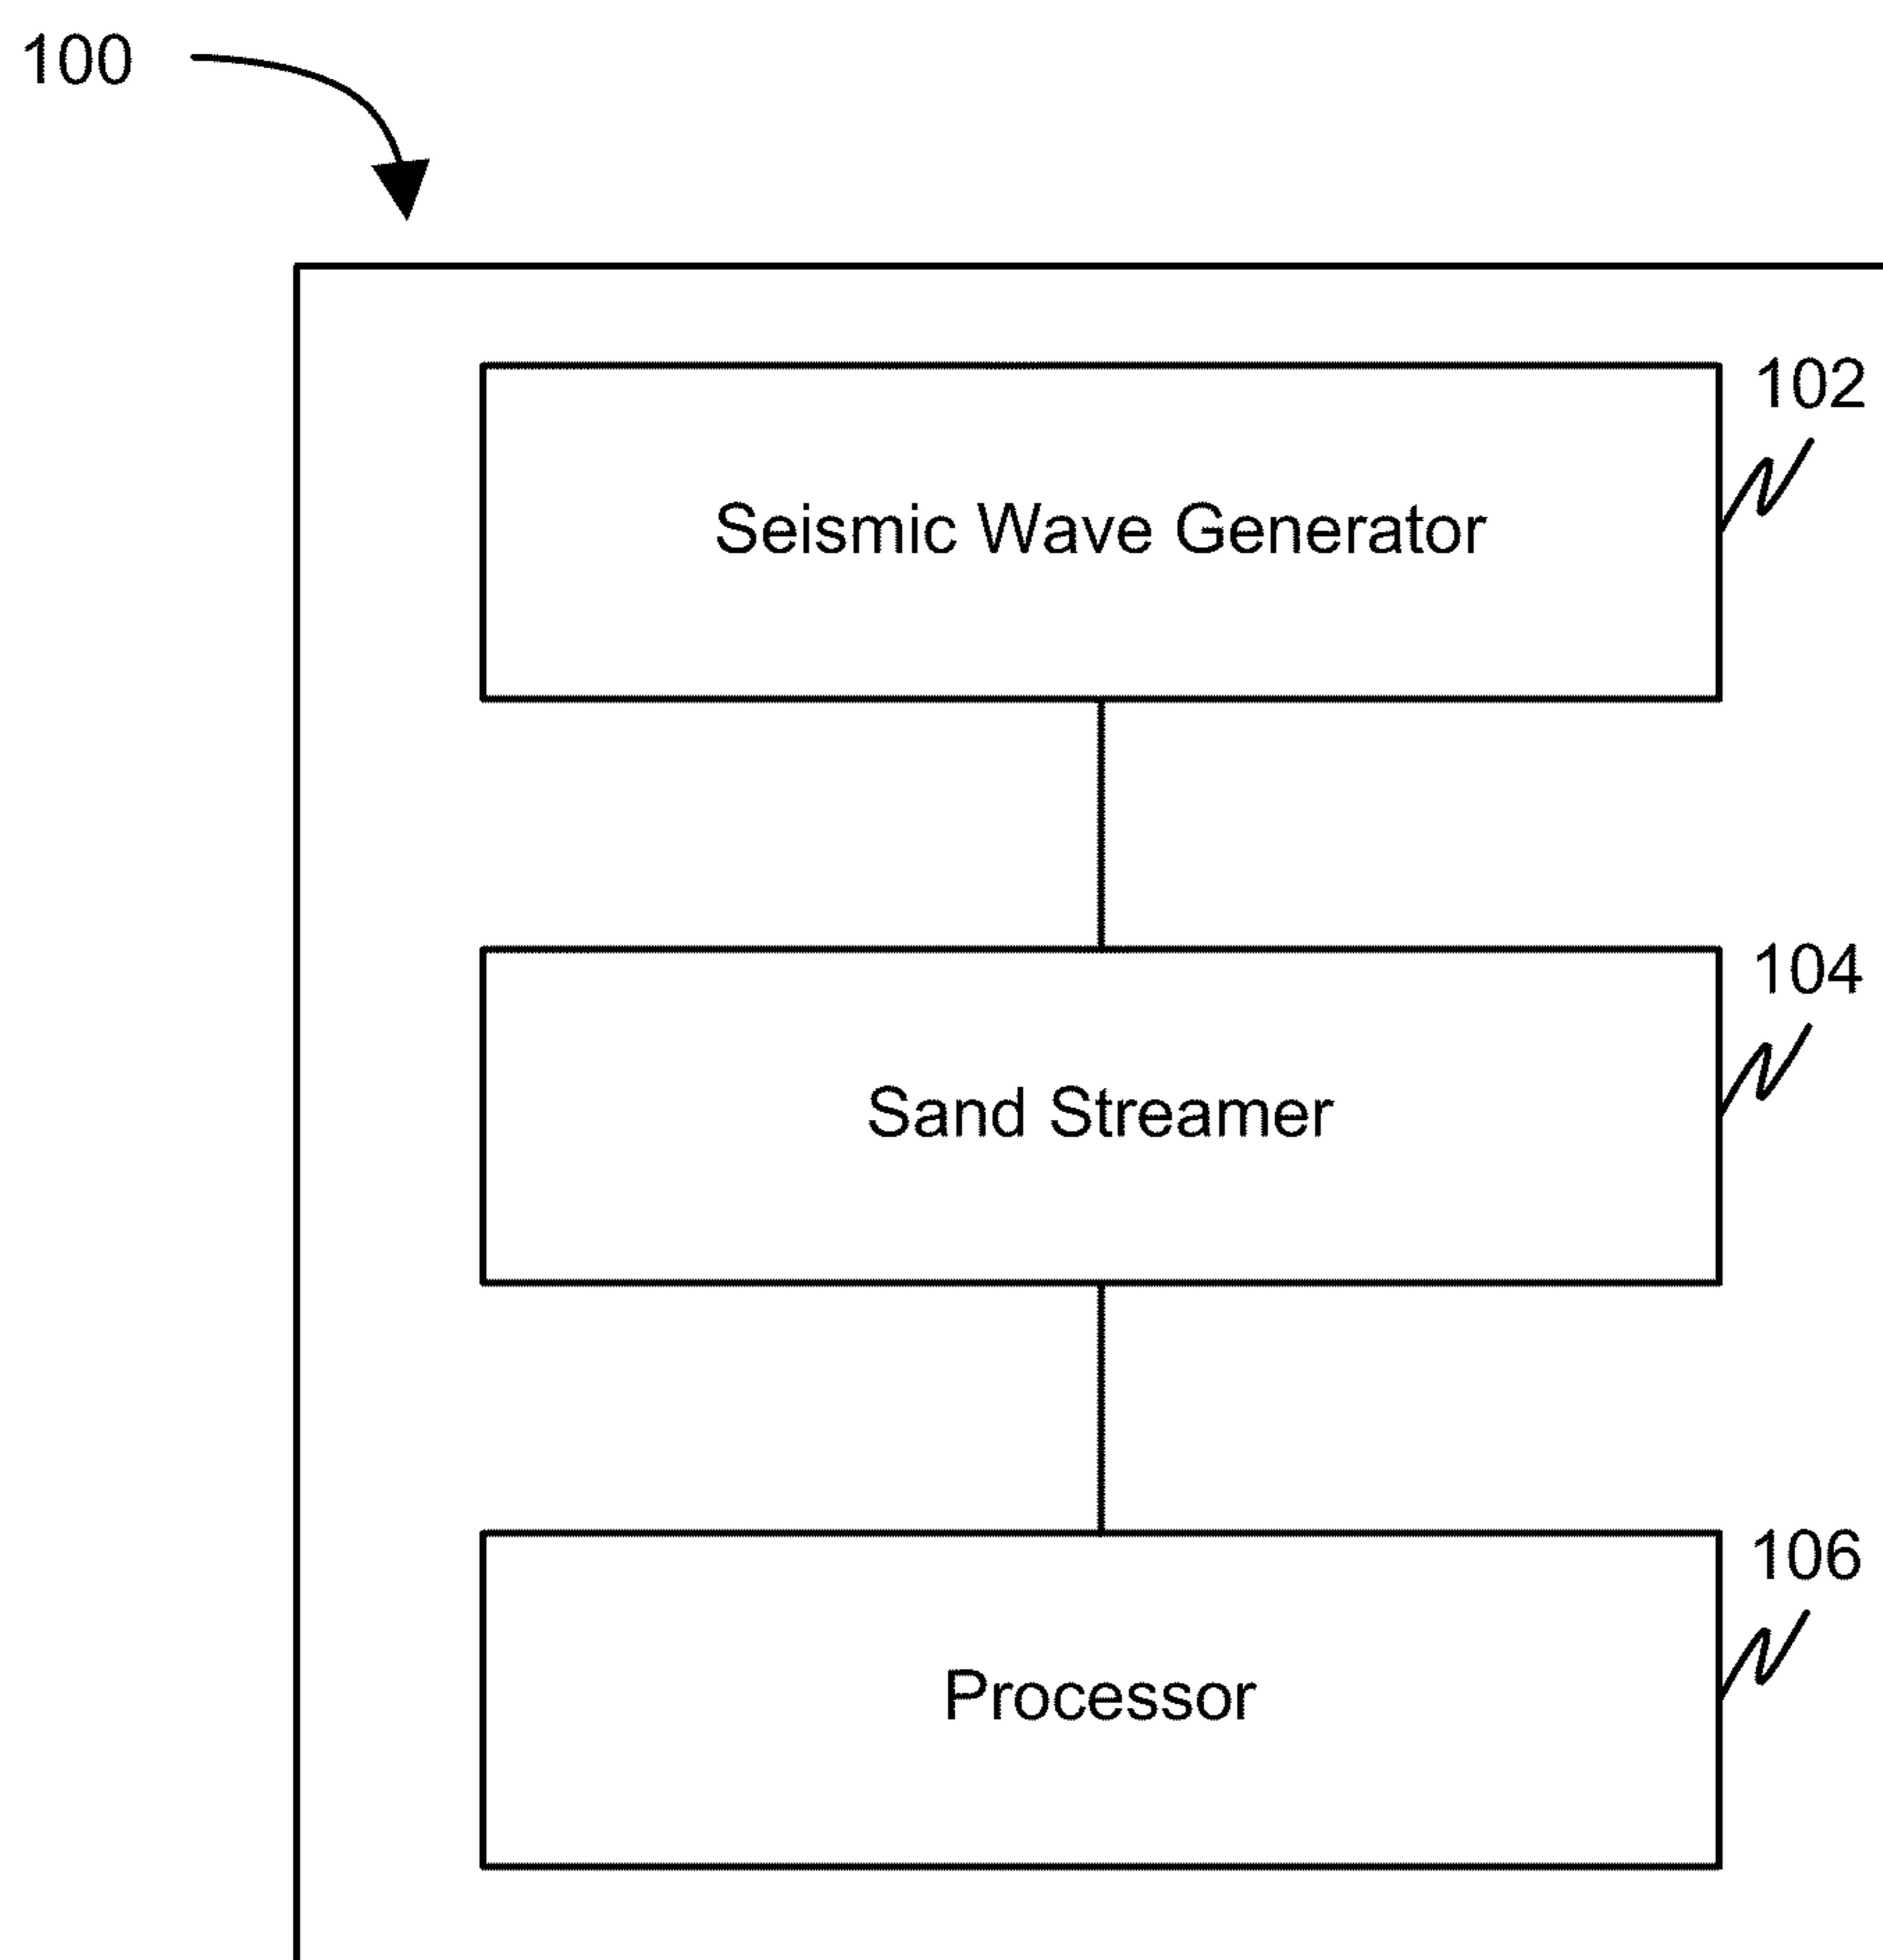 100
102
Seismic Wave Generator
104
Sand Streamer
106
Processor